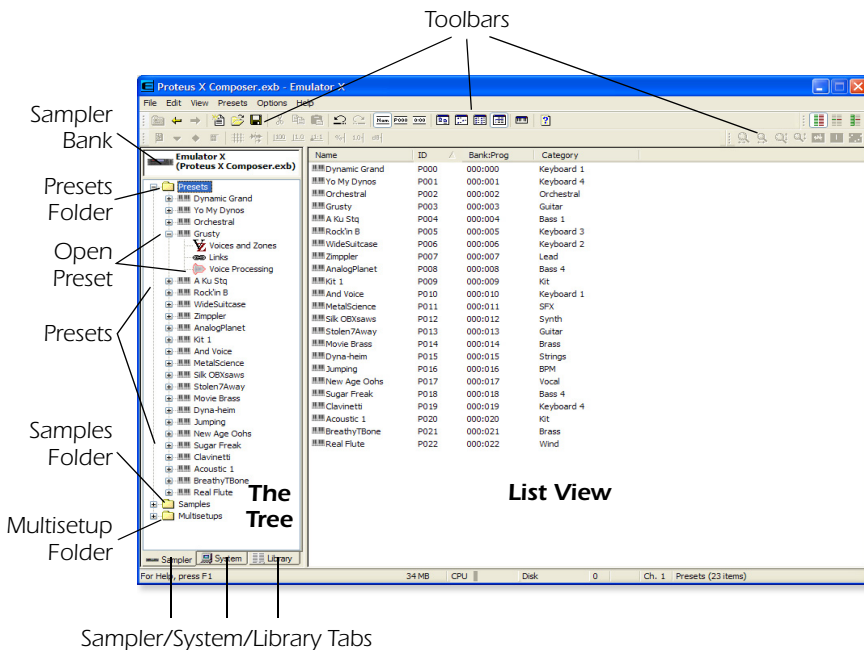 Toolbars
Proteus X Composer.exb - Emulator X
File Edit View Presets Options Help
Sampler
Bank
Presets
Folder
Open
Preset
Presets
Samples
Folder
Multisetup
Folder
Emulator X
(Proteus X Composer.exb)
Presets
Dynamic Grand
Yo My Dynos
Orchestral
Grusty
Voices and Zones
Links
Voice Processing
A Ku Stq
Rock'in B
WideSuitcase
Zimppler
AnalogPlanet
Kit 1
And Voice
MetalScience
Silk OBXsaws
Stolen7Away
Movie Brass
Dyna-heim
Jumping
New Age Oohs
Sugar Freak
Clavinetti
Acoustic 1
BreathyTBone
Real Flute
Samples
Multisetups
The
Tree
Name ID Bank:Prog Category
Dynamic Grand P000 000:000 Keyboard 1
Yo My Dynos P001 000:001 Keyboard 4
Orchestral P002 000:002 Orchestral
Grusty P003 000:003 Guitar
A Ku Stq P004 000:004 Bass 1
Rock'in B P005 000:005 Keyboard 3
WideSuitcase P006 000:006 Keyboard 2
Zimppler P007 000:007 Lead
AnalogPlanet P008 000:008 Bass 4
Kit 1 P009 000:009 Kit
And Voice P010 000:010 Keyboard 1
MetalScience P011 000:011 SFX
Silk OBXsaws P012 000:012 Synth
Stolen7Away P013 000:013 Guitar
Movie Brass P014 000:014 Brass
Dyna-heim P015 000:015 Strings
Jumping P016 000:016 BPM
New Age Oohs P017 000:017 Vocal
Sugar Freak P018 000:018 Bass 4
Clavinetti P019 000:019 Keyboard 4
Acoustic 1 P020 000:020 Kit
BreathyTBone P021 000:021 Brass
Real Flute P022 000:022 Wind
List View
Sampler System Library
For Help, press F1 34 MB CPU Disk 0 Ch. 1 Presets (23 items)
Sampler/System/Library Tabs